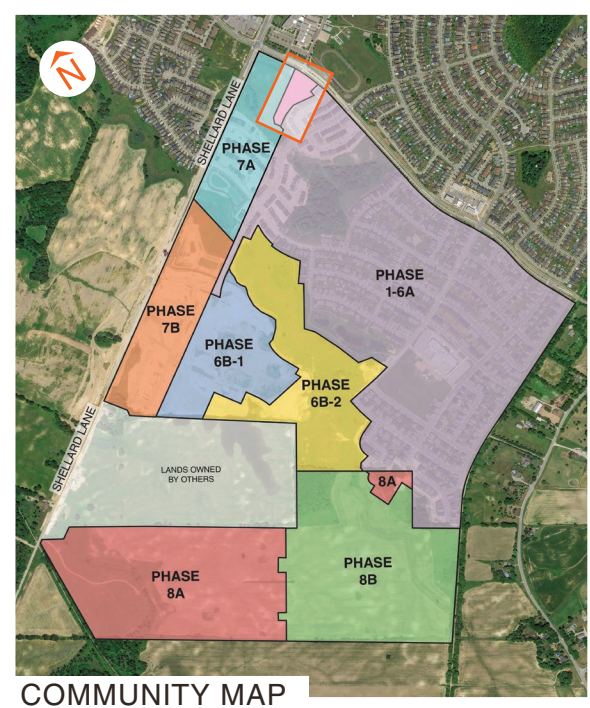 N
SHELLARD LANE
PHASE
7A
PHASE
1-6A
PHASE
7B
PHASE
6B-1
PHASE
6B-2
SHELLARD LANE
LANDS OWNED
BY OTHERS
8A
PHASE
8A
PHASE
8B
COMMUNITY MAP